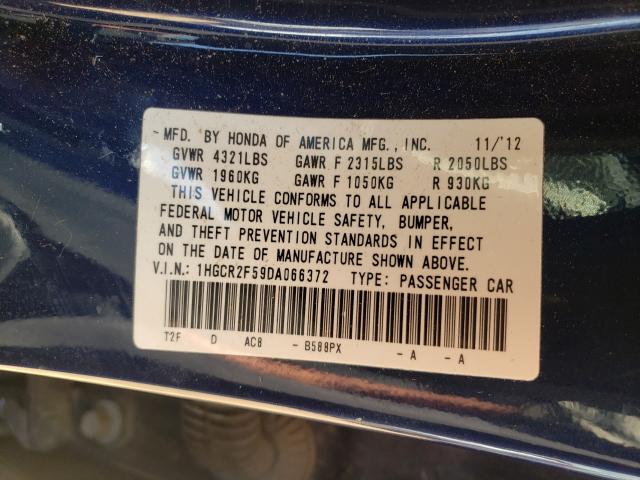 ~ MFD. BY HONDA OF AMERICA MFG., INC. 11/'12
GVWR 4321LBS GAWR F 2315LBS R 2050LBS
GVWR 1960KG GAWR F 1050KG R 930KG
THIS VEHICLE CONFORMS TO ALL APPLICABLE
FEDERAL MOTOR VEHICLE SAFETY, BUMPER,
AND THEFT PREVENTION STANDARDS IN EFFECT
ON THE DATE OF MANUFACTURE SHOWN ABOVE.
V.I.N.: 1HGCR2F59DA066372 TYPE: PASSENGER CAR
T2F D AC8 - B588PX - A - A